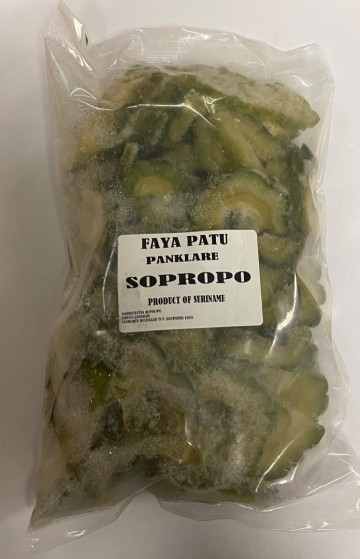 FAYA PATU
PANKLARE
SOPROPO
PRODUCT OF SURINAME